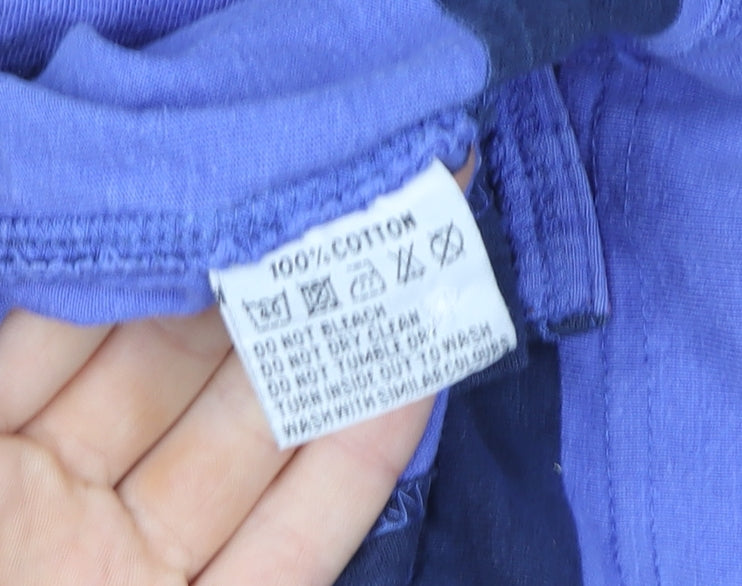 100% COTTON
40
DO NOT BLEACH
DO NOT DRY CLEAN
DO NOT TUMBLE DRY
TURN INSIDE OUT TO WASH
WASH WITH SIMILAR COLOURS